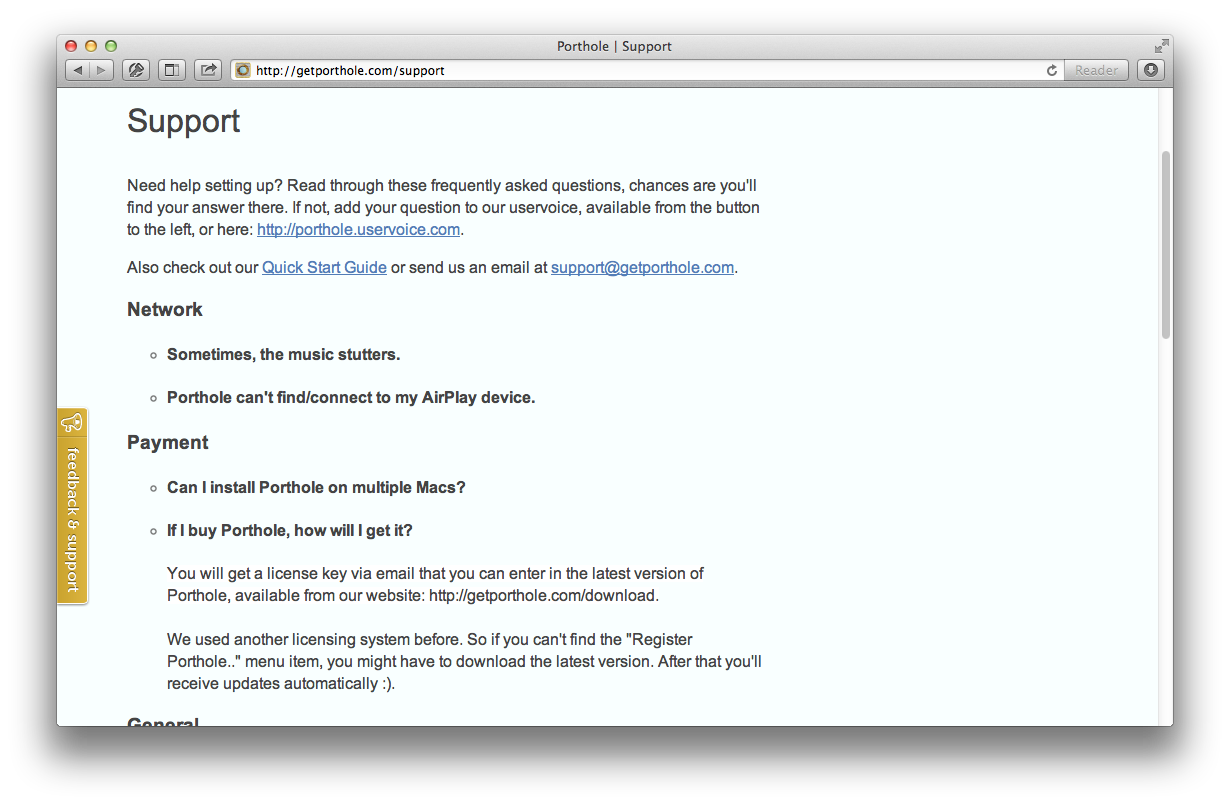 Porthole | Support
http://getporthole.com/support
Reader
Support
Need help setting up? Read through these frequently asked questions, chances are you'll
find your answer there. If not, add your question to our uservoice, available from the button
to the left, or here: http://porthole.uservoice.com.
Also check out our Quick Start Guide or send us an email at support@getporthole.com.
Network
Sometimes, the music stutters.
Porthole can't find/connect to my AirPlay device.
feedback & support
Payment
Can I install Porthole on multiple Macs?
If I buy Porthole, how will I get it?
You will get a license key via email that you can enter in the latest version of
Porthole, available from our website: http://getporthole.com/download.
We used another licensing system before. So if you can't find the "Register
Porthole.." menu item, you might have to download the latest version. After that you'll
receive updates automatically :).
General